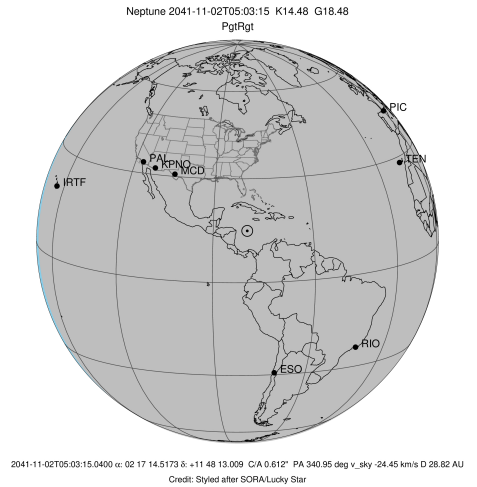 Neptune 2041-11-02T05:03:15 K14.48 G18.48
PgtRgt
PIC
PAL
KPNO
TEN
MCD
IRTF
RIO
ESO
2041-11-02T05:03:15.0400 α: 02 17 14.5173 δ: +11 48 13.009 C/A 0.612" PA 340.95 deg v_sky -24.45 km/s D 28.82 AU
Credit: Styled after SORA/Lucky Star